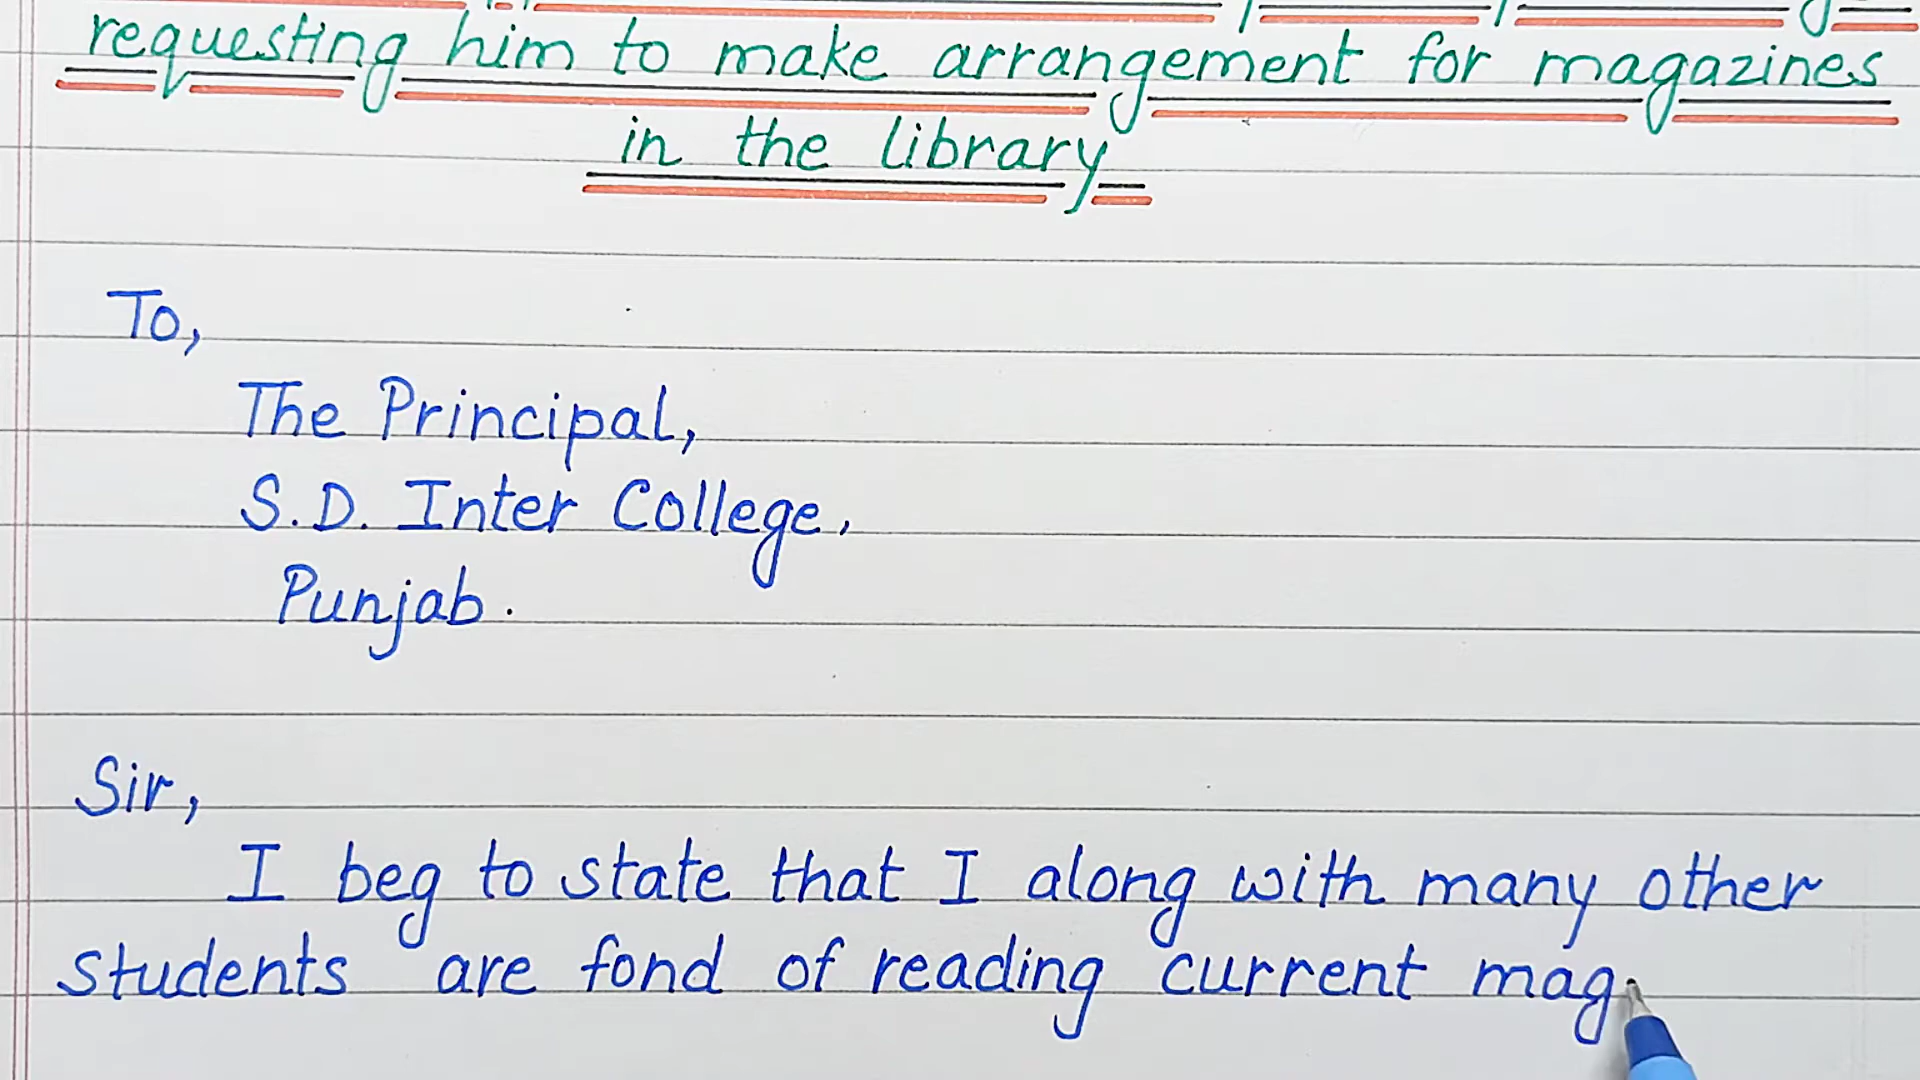 requesting him to make arrangement for magazines
in the library
To,
The Principal,
S.D. Inter College,
Punjab.
Sir,
I beg to state that I along with many other
students are fond of reading current mag